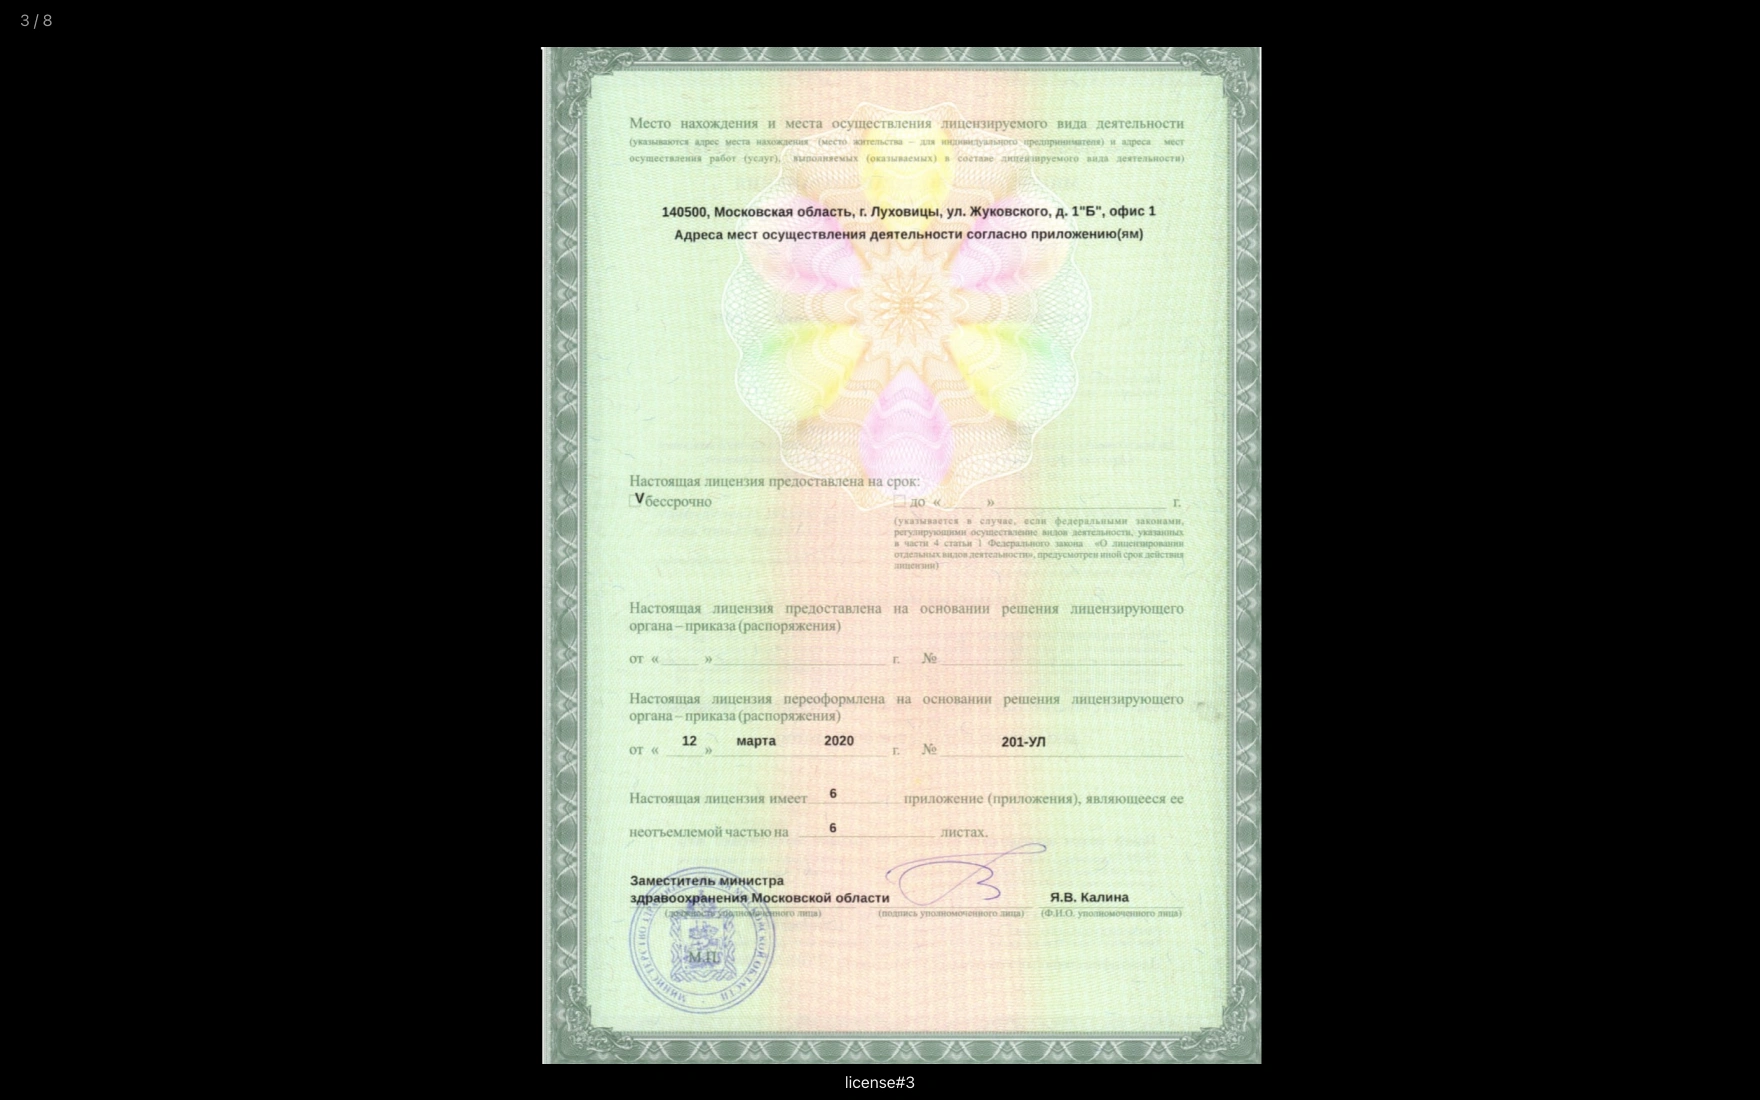 3 / 8
Место нахождения и места осуществления лицензируемого вида деятельности
(указываются адрес места нахождения (место жительства – для индивидуального предпринимателя) и адреса мест
осуществления работ (услуг), выполняемых (оказываемых) в составе лицензируемого вида деятельности)
140500, Московская область, г. Луховицы, ул. Жуковского, д. 1"Б", офис 1
Адреса мест осуществления деятельности согласно приложению(ям)
Настоящая лицензия предоставлена на срок:
V бессрочно до « » г.
(указывается в случае, если федеральными законами,
регулирующими осуществление видов деятельности, указанных
в части 4 статьи 1 Федерального закона «О лицензировании
отдельных видов деятельности», предусмотрен иной срок действия
лицензии)
Настоящая лицензия предоставлена на основании решения лицензирующего
органа – приказа (распоряжения)
от « » г. №
Настоящая лицензия переоформлена на основании решения лицензирующего
органа – приказа (распоряжения)
от « 12 » марта 2020 г. № 201-УЛ
Настоящая лицензия имеет 6 приложение (приложения), являющееся ее
неотъемлемой частью на 6 листах.
Заместитель министра
здравоохранения Московской области Я.В. Калина
(должность уполномоченного лица) (подпись уполномоченного лица) (Ф.И.О. уполномоченного лица)
М.П.
license#3